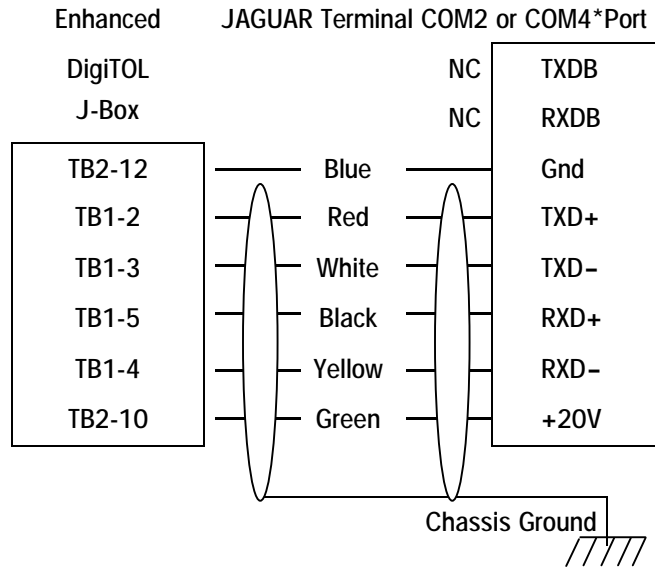 Enhanced JAGUAR Terminal COM2 or COM4*Port
DigiTOL NC TXDB
J-Box NC RXDB
TB2-12 Blue Gnd
TB1-2 Red TXD+
TB1-3 White TXD-
TB1-5 Black RXD+
TB1-4 Yellow RXD-
TB2-10 Green +20V
Chassis Ground